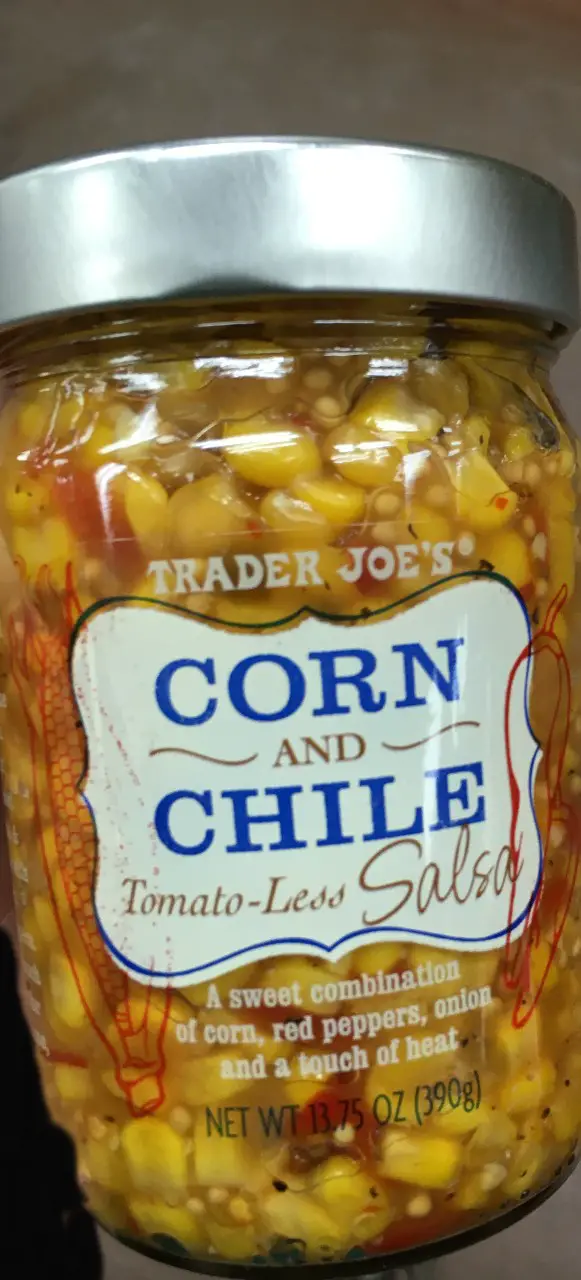 TRADER JOE'S®
CORN
AND
CHILE
Tomato-Less Salsa
A sweet combination
of corn, red peppers, onion
and a touch of heat.
NET WT 13.75 OZ (390g)